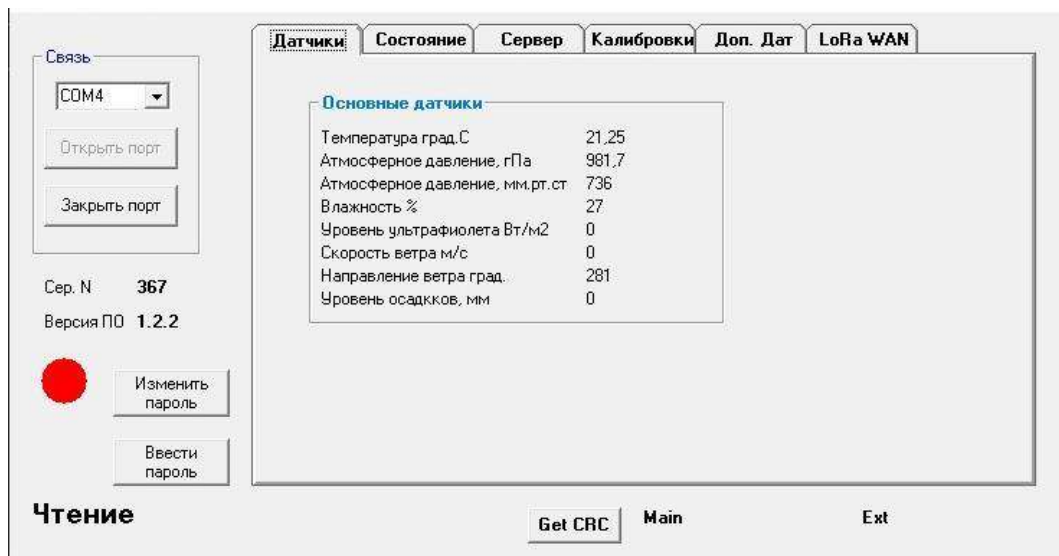 Датчики Состояние Сервер Калибровки Доп. Дат LoRa WAN
Связь
COM4
Открыть порт
Закрыть порт
Основные датчики
Температура град.С 21,25
Атмосферное давление, гПа 981,7
Атмосферное давление, мм.рт.ст 736
Влажность % 27
Уровень ультрафиолета Вт/м2 0
Скорость ветра м/с 0
Направление ветра град. 281
Уровень осадкков, мм 0
Сер. N 367
Версия ПО 1.2.2
Изменить
пароль
Ввести
пароль
Чтение
Get CRC Main Ext